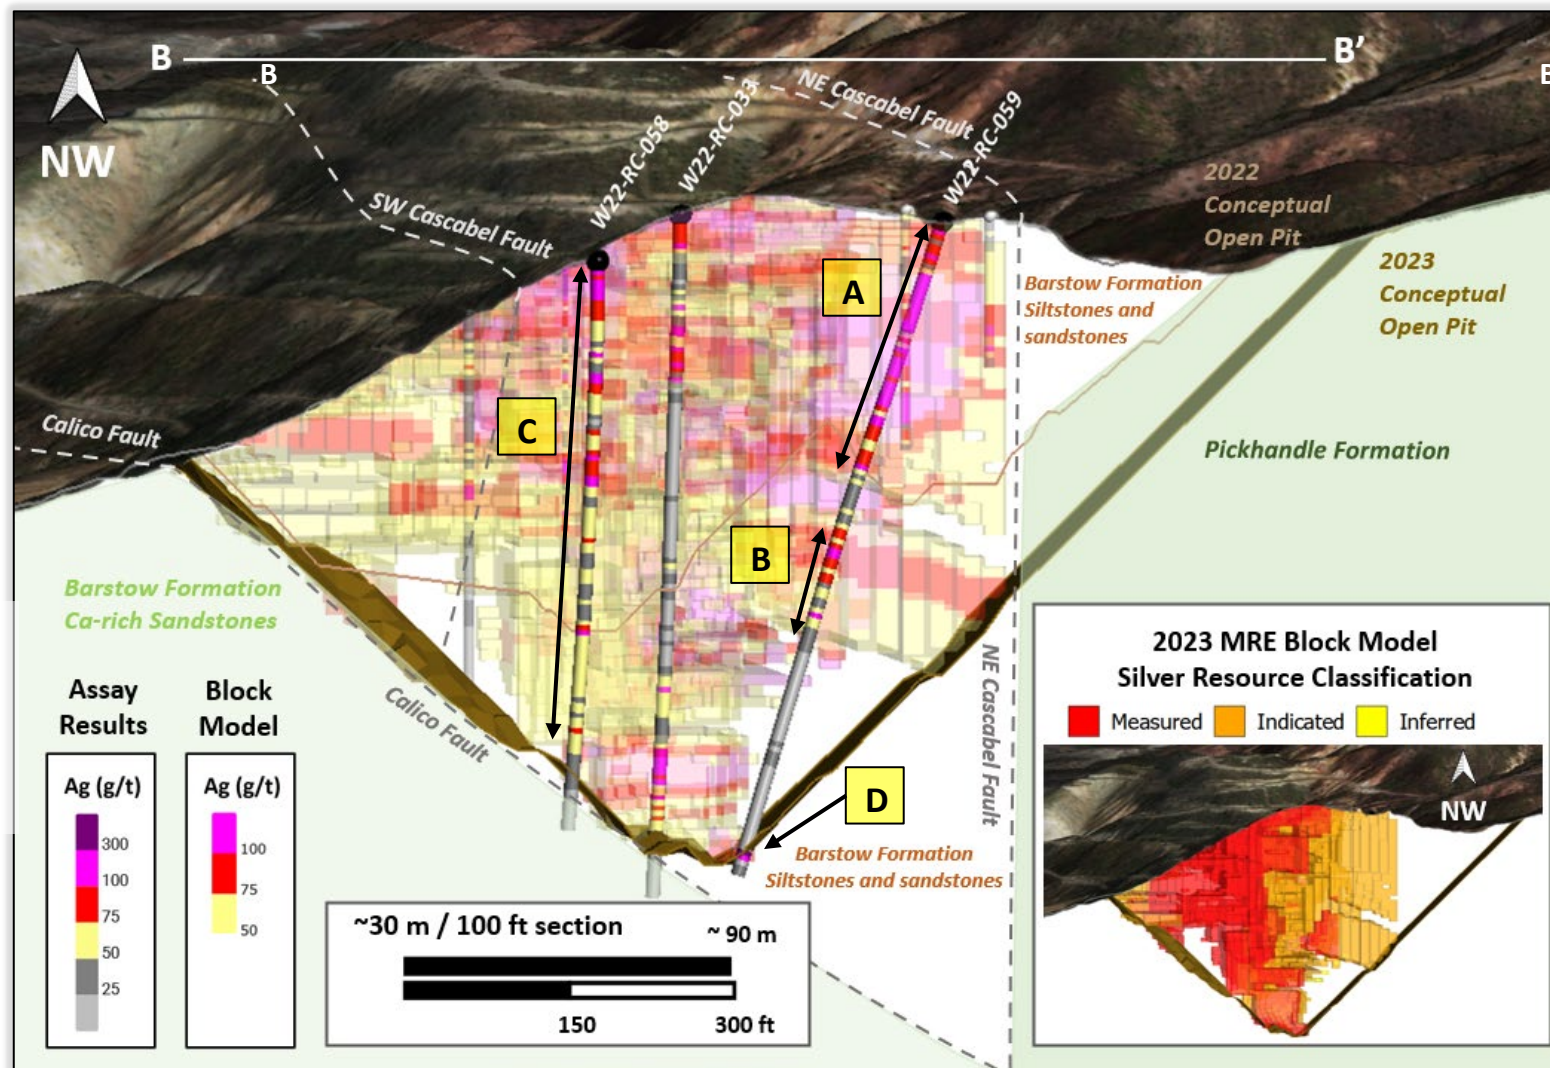 B
B'
B
B
NW
NE Cascabel Fault
W22-RC-058
W22-RC-033
W22-RC-059
SW Cascabel Fault
2022
Conceptual
Open Pit
2023
Conceptual
Open Pit
A
Barstow Formation
Siltstones and
sandstones
C
Calico Fault
Pickhandle Formation
B
Barstow Formation
Ca-rich Sandstones
Calico Fault
NE Cascabel Fault
D
Barstow Formation
Siltstones and sandstones
Assay
Results
Ag (g/t)
300
100
75
50
25
Block
Model
Ag (g/t)
100
75
50
~30 m / 100 ft section
~ 90 m
150
300 ft
2023 MRE Block Model
Silver Resource Classification
Measured
Indicated
Inferred
NW